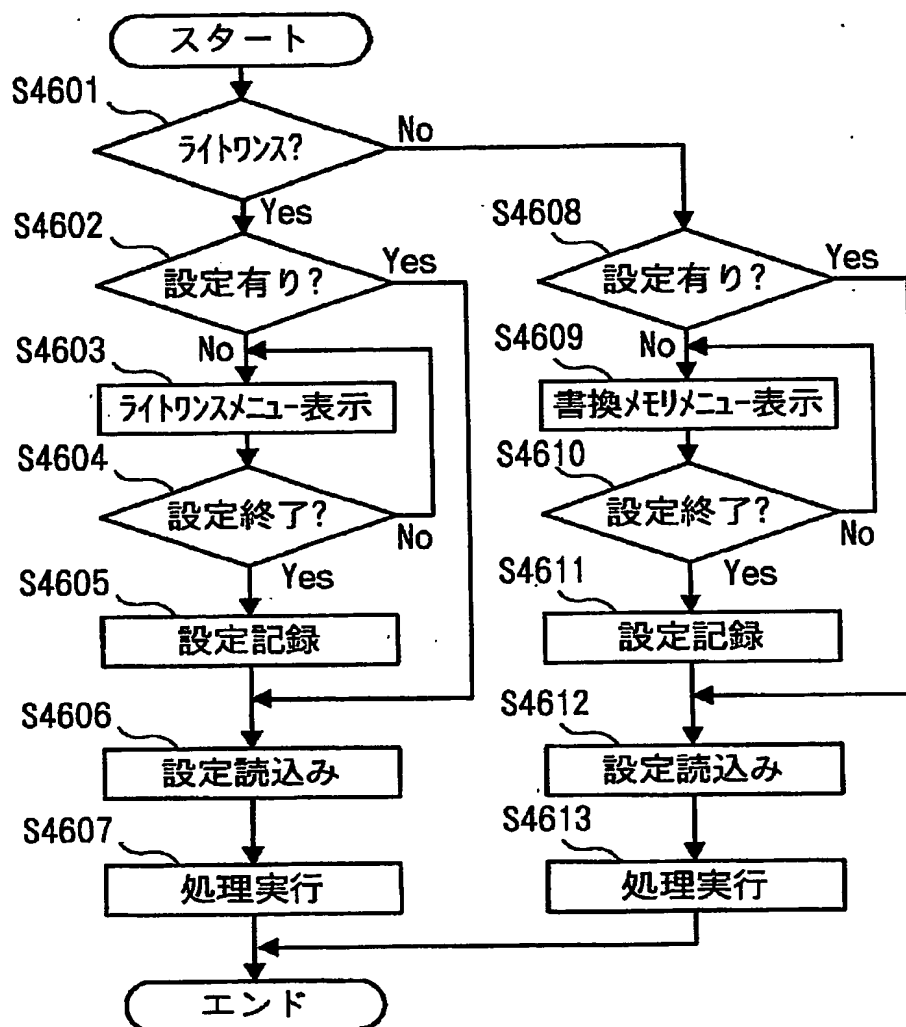 スタート
S4601
ライトワンス?
No
Yes
S4602
設定有り?
Yes
No
S4603
ライトワンスメニュー表示
S4604
設定終了?
No
Yes
S4605
設定記録
S4606
設定読込み
S4607
処理実行
S4608
設定有り?
Yes
No
S4609
書換メモリメニュー表示
S4610
設定終了?
No
Yes
S4611
設定記録
S4612
設定読込み
S4613
処理実行
エンド